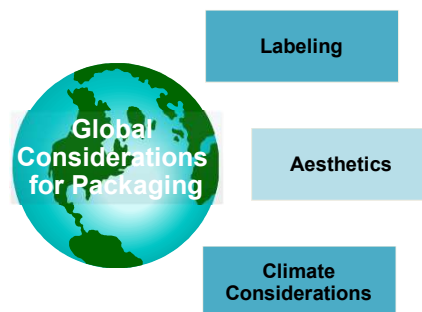 Labeling
Global
Considerations
for Packaging
Aesthetics
Climate
Considerations